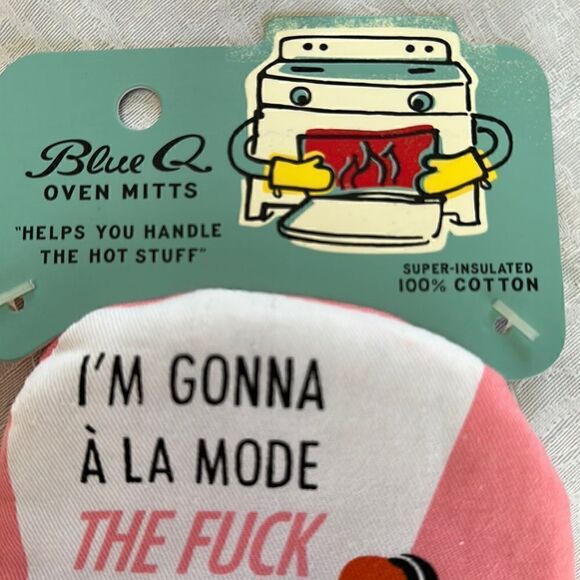 Blue Q
OVEN MITTS
"HELPS YOU HANDLE
THE HOT STUFF"
SUPER-INSULATED
100% COTTON
I'M GONNA
À LA MODE
THE FUCK